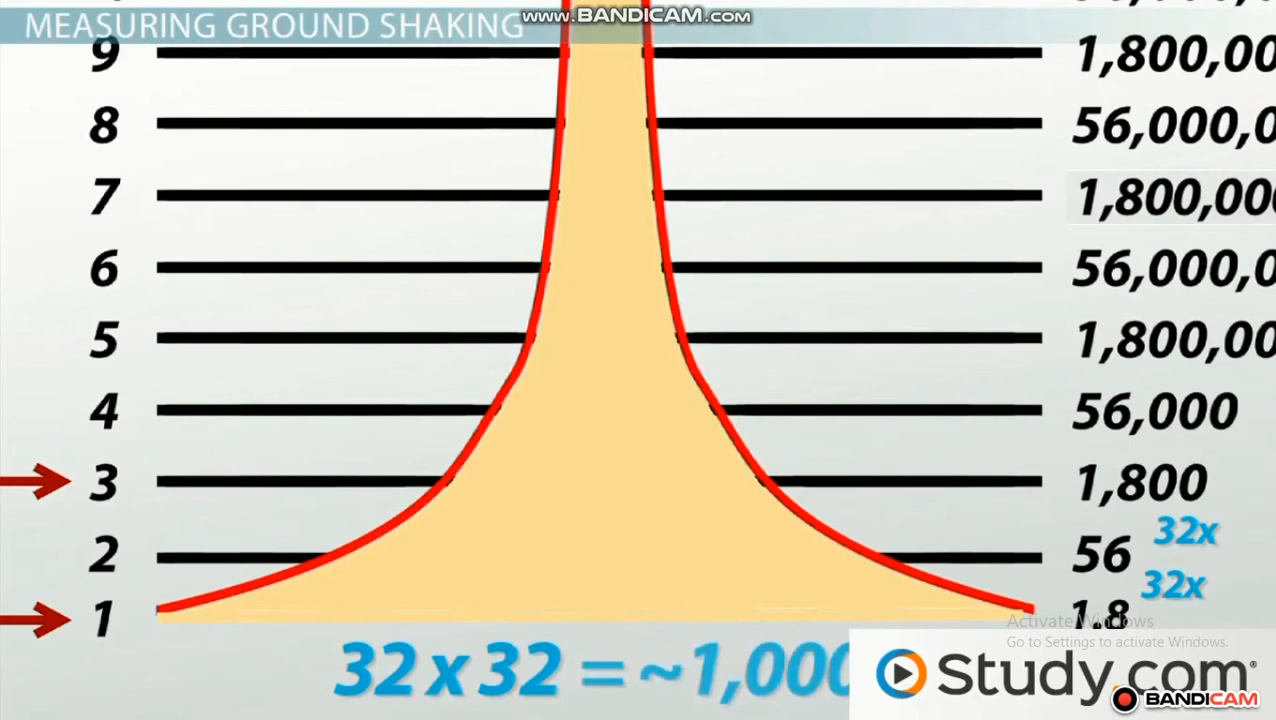 www.BANDICAM.com
MEASURING GROUND SHAKING
9 1,800,00
8 56,000,0
7 1,800,000
6 56,000,0
5 1,800,00
4 56,000
3 1,800
32x
2 56
32x
1 1.8
Activate Windows
Go to Settings to activate Windows.
32 x 32 = ~1,000
Study.com®
BANDICAM